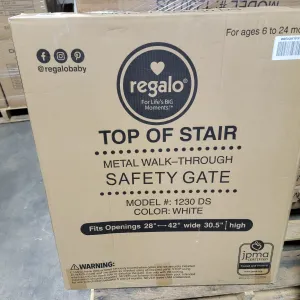 For ages 6 to 24 mo
@regalobaby
regalo®
For Life's BIG
Moments™
TOP OF STAIR
METAL WALK-THROUGH
SAFETY GATE
MODEL #: 1230 DS
COLOR: WHITE
Fits Openings 28"—42" wide 30.5" high
WARNING:
jpma